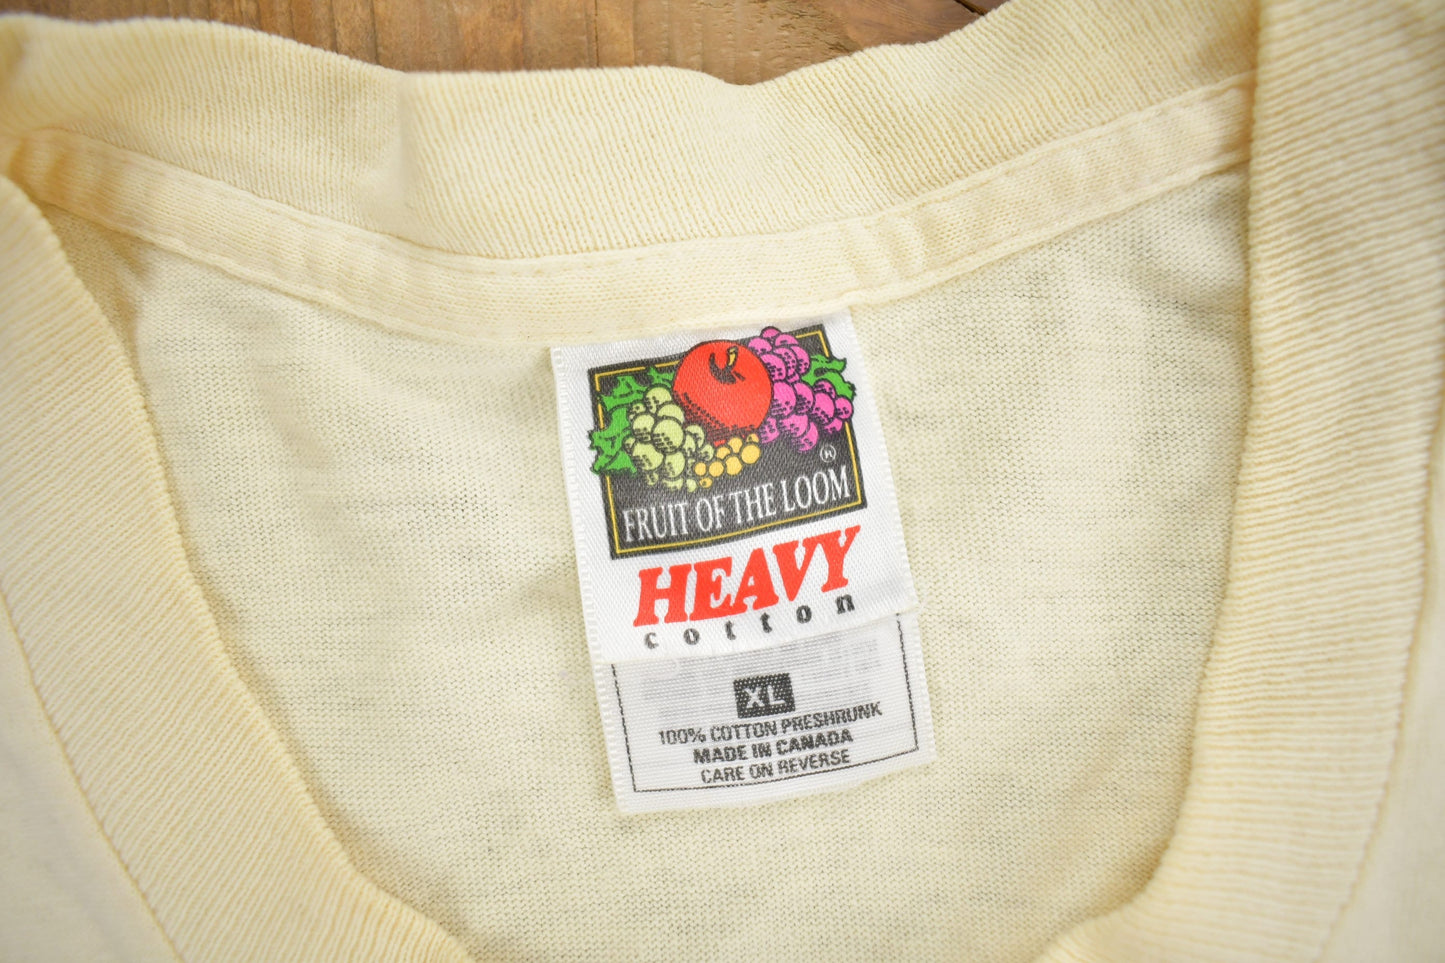 ®
FRUIT OF THE LOOM
HEAVY
cotton
XL
100% COTTON PRESHRUNK
MADE IN CANADA
CARE ON REVERSE